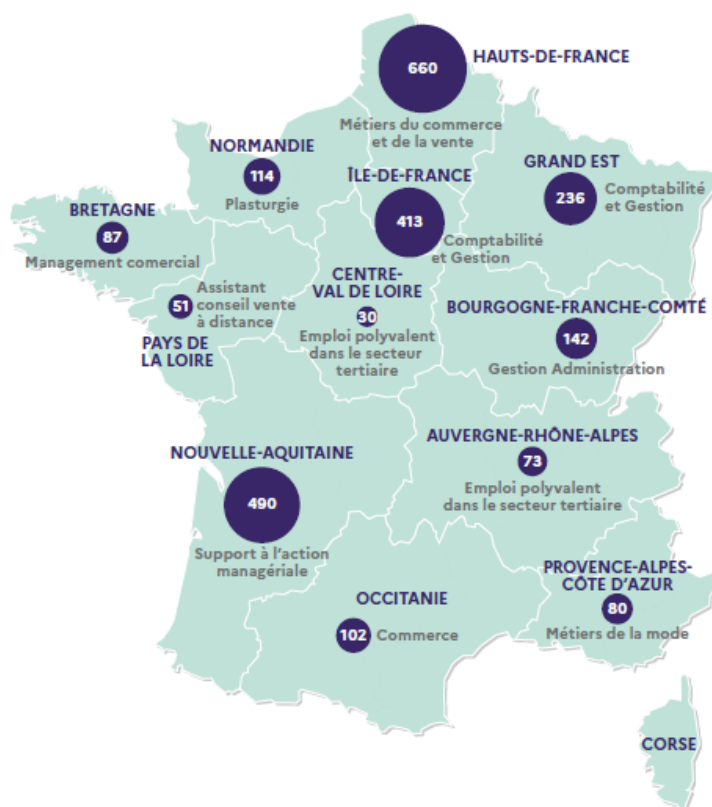 HAUTS-DE-FRANCE
660
Métiers du commerce
et de la vente
NORMANDIE
114
Plasturgie
ÎLE-DE-FRANCE
413
Comptabilité
et Gestion
GRAND EST
236
Comptabilité
et Gestion
BRETAGNE
87
Management comercial
51
Assistant
conseil vente
à distance
PAYS DE
LA LOIRE
CENTRE-
VAL DE LOIRE
30
Emploi polyvalent
dans le secteur
tertiaire
BOURGOGNE-FRANCHE-COMTÉ
142
Gestion Administration
NOUVELLE-AQUITAINE
490
Support à l'action
managériale
AUVERGNE-RHÔNE-ALPES
73
Emploi polyvalent
dans le secteur tertiaire
OCCITANIE
102
Commerce
PROVENCE-ALPES-
CÔTE D'AZUR
80
Métiers de la mode
CORSE